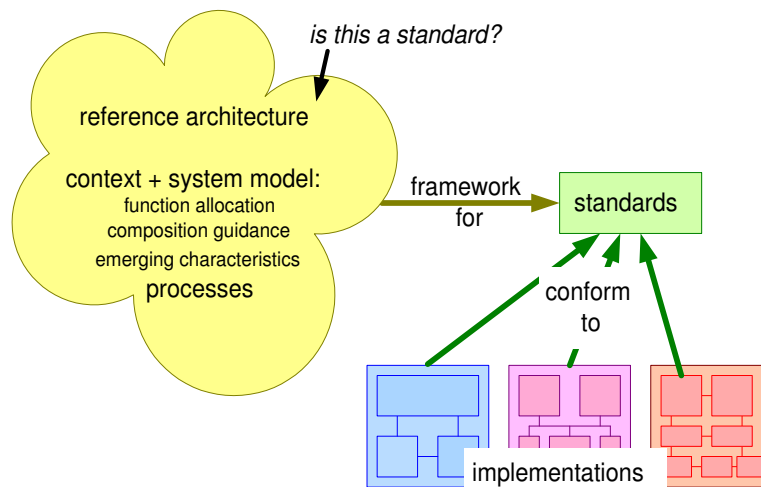 is this a standard?
reference architecture
context + system model:
function allocation
composition guidance
emerging characteristics
processes
framework
for
standards
conform
to
implementations